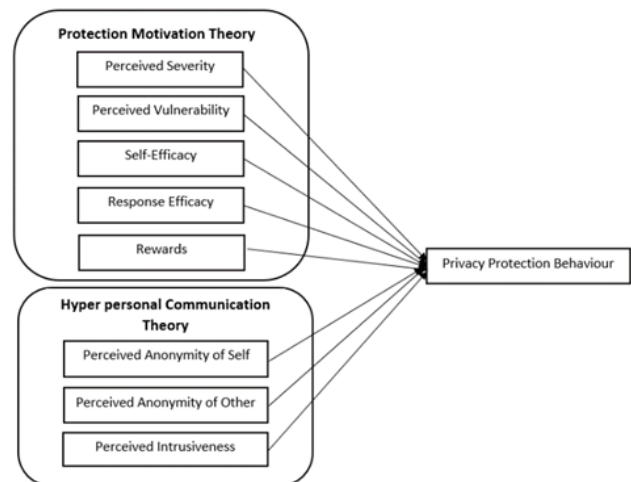 Protection Motivation Theory
Perceived Severity
Perceived Vulnerability
Self-Efficacy
Response Efficacy
Rewards
Privacy Protection Behaviour
Hyper personal Communication
Theory
Perceived Anonymity of Self
Perceived Anonymity of Other
Perceived Intrusiveness